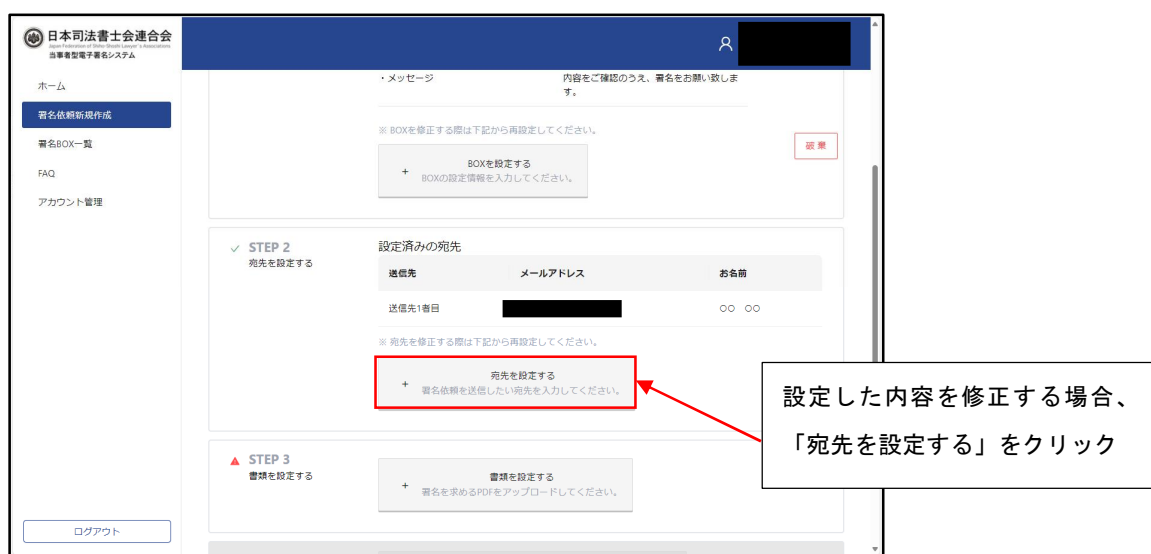 日本司法書士会連合会
Japan Federation of Shiho-Shoshi Lawyer's Associations
当事者型電子署名システム
ホーム
署名依頼新規作成
署名BOX一覧
FAQ
アカウント管理
ログアウト
・メッセージ
内容をご確認のうえ、署名をお願い致しま
す。
※ BOXを修正する際は下記から再設定してください。
+ BOXを設定する
BOXの設定情報を入力してください。
破棄
STEP 2
宛先を設定する
設定済みの宛先
送信先 メールアドレス お名前
送信先1者目 ○○ ○○
※ 宛先を修正する際は下記から再設定してください。
+ 宛先を設定する
署名依頼を送信したい宛先を入力してください。
設定した内容を修正する場合、
「宛先を設定する」をクリック
STEP 3
書類を設定する
+ 書類を設定する
署名を求めるPDFをアップロードしてください。